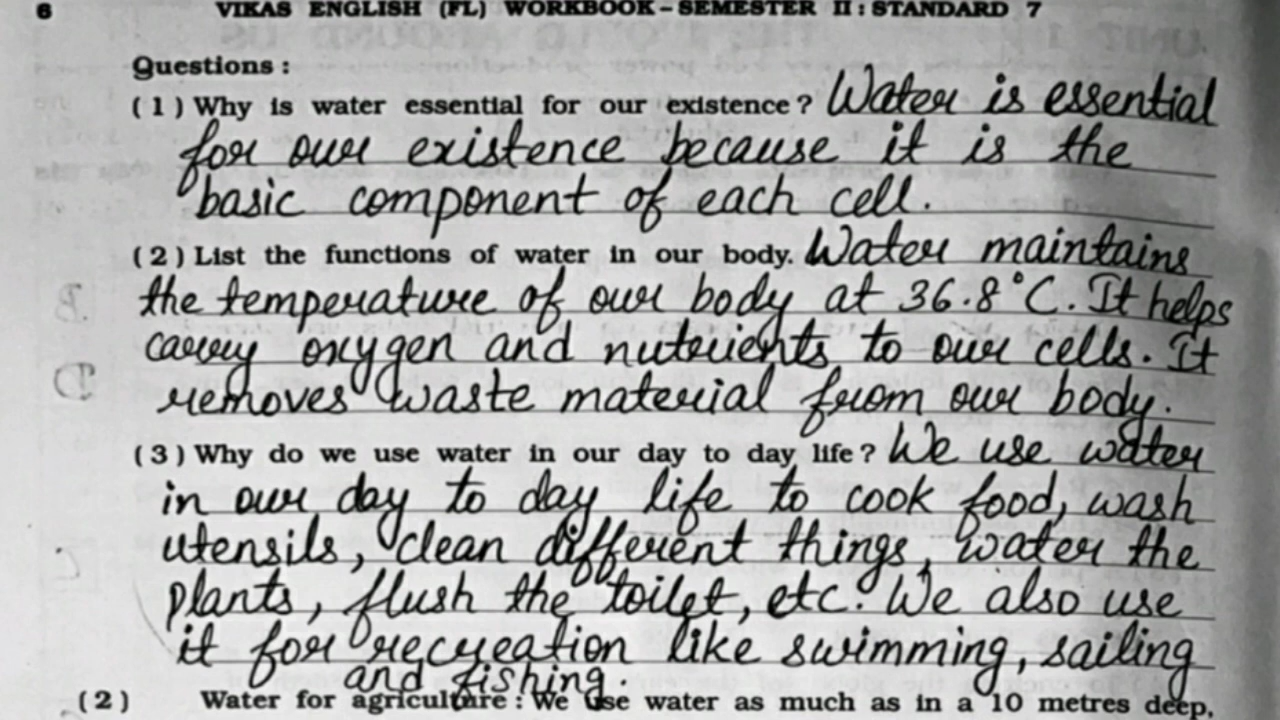 6 VIKAS ENGLISH (FL) WORKBOOK – SEMESTER II : STANDARD 7
Questions :
( 1 ) Why is water essential for our existence ? Water is essential
for our existence because it is the
basic component of each cell.
( 2 ) List the functions of water in our body. Water maintains
the temperature of our body at 36.8°C. It helps
carry oxygen and nutrients to our cells. It
removes waste material from our body.
( 3 ) Why do we use water in our day to day life ? We use water
in our day to day life to cook food, wash
utensils, clean different things, water the
plants, flush the toilet, etc. We also use
it for recreation like swimming, sailing
and fishing.
( 2 ) Water for agriculture : We use water as much as in a 10 metres deep,